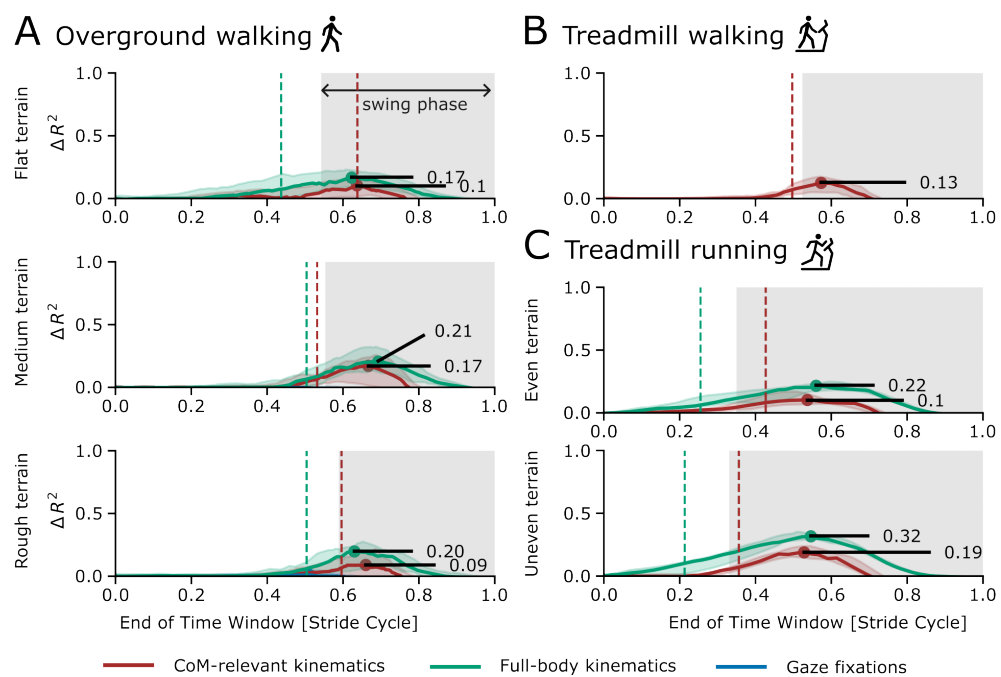 A Overground walking
B Treadmill walking
Flat terrain
ΔR²
1.0
0.5
0.0
swing phase
0.17
0.1
0.0 0.2 0.4 0.6 0.8 1.0
1.0
0.5
0.0
0.13
0.0 0.2 0.4 0.6 0.8 1.0
C Treadmill running
Medium terrain
ΔR²
1.0
0.5
0.0
0.21
0.17
0.0 0.2 0.4 0.6 0.8 1.0
Even terrain
1.0
0.5
0.0
0.22
0.1
0.0 0.2 0.4 0.6 0.8 1.0
Rough terrain
ΔR²
1.0
0.5
0.0
0.20
0.09
0.0 0.2 0.4 0.6 0.8 1.0
End of Time Window [Stride Cycle]
Uneven terrain
1.0
0.5
0.0
0.32
0.19
0.0 0.2 0.4 0.6 0.8 1.0
End of Time Window [Stride Cycle]
CoM-relevant kinematics
Full-body kinematics
Gaze fixations